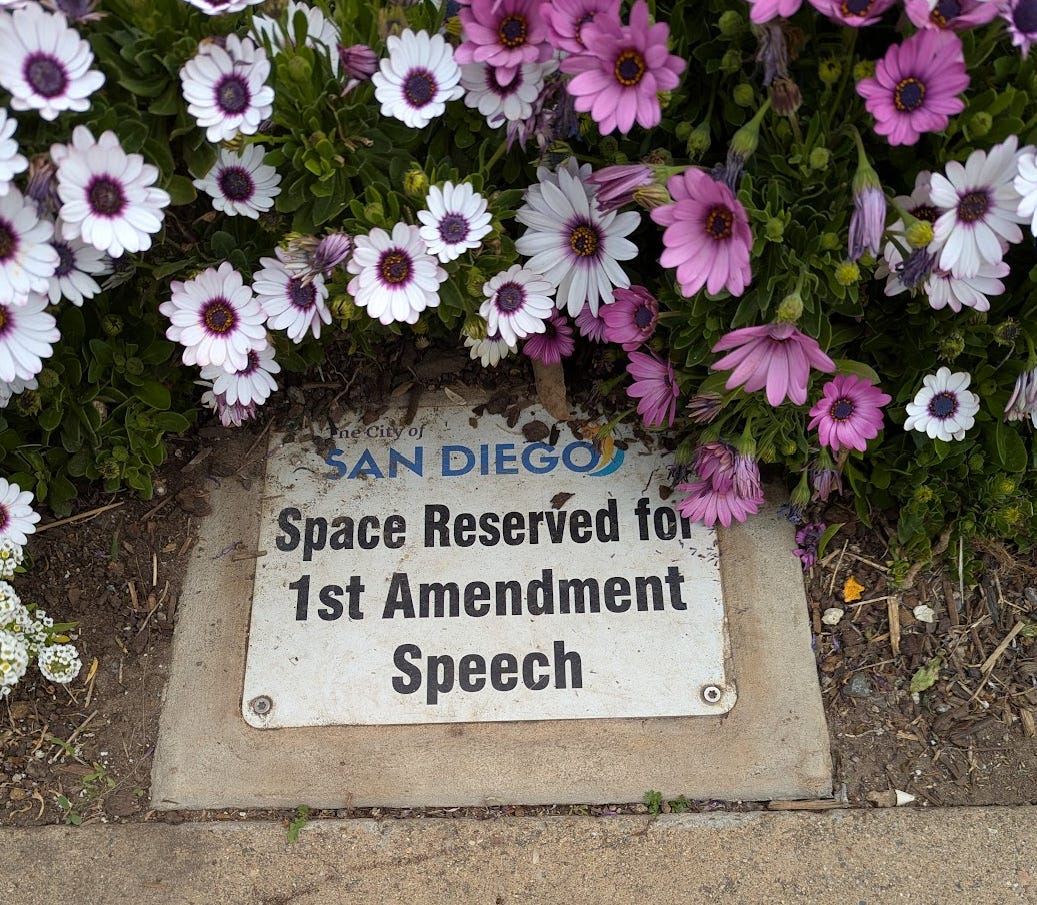 The City of
SAN DIEGO
Space Reserved for
1st Amendment
Speech